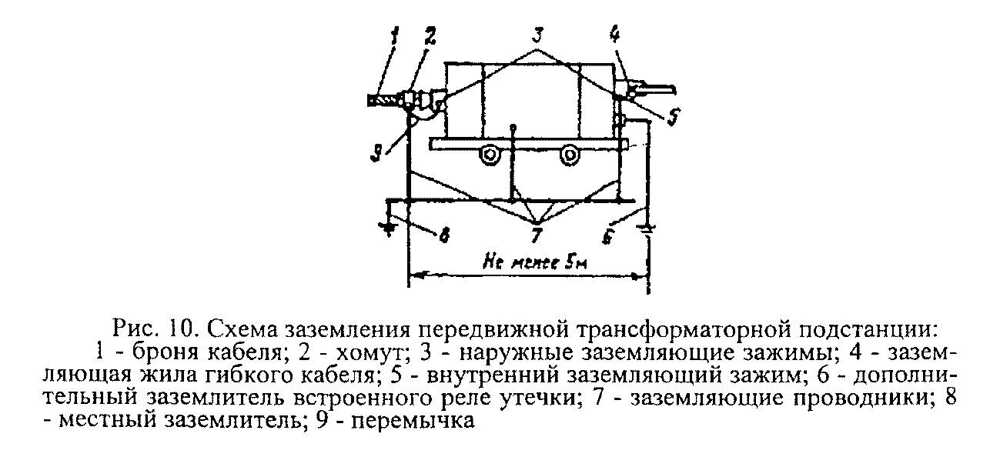 1 2 3 4
5
9
8 7 6
Не менее 5м
Рис. 10. Схема заземления передвижной трансформаторной подстанции:
1 - броня кабеля; 2 - хомут; 3 - наружные заземляющие зажимы; 4 - зазем-
ляющая жила гибкого кабеля; 5 - внутренний заземляющий зажим; 6 - дополни-
тельный заземлитель встроенного реле утечки; 7 - заземляющие проводники; 8
- местный заземлитель; 9 - перемычка